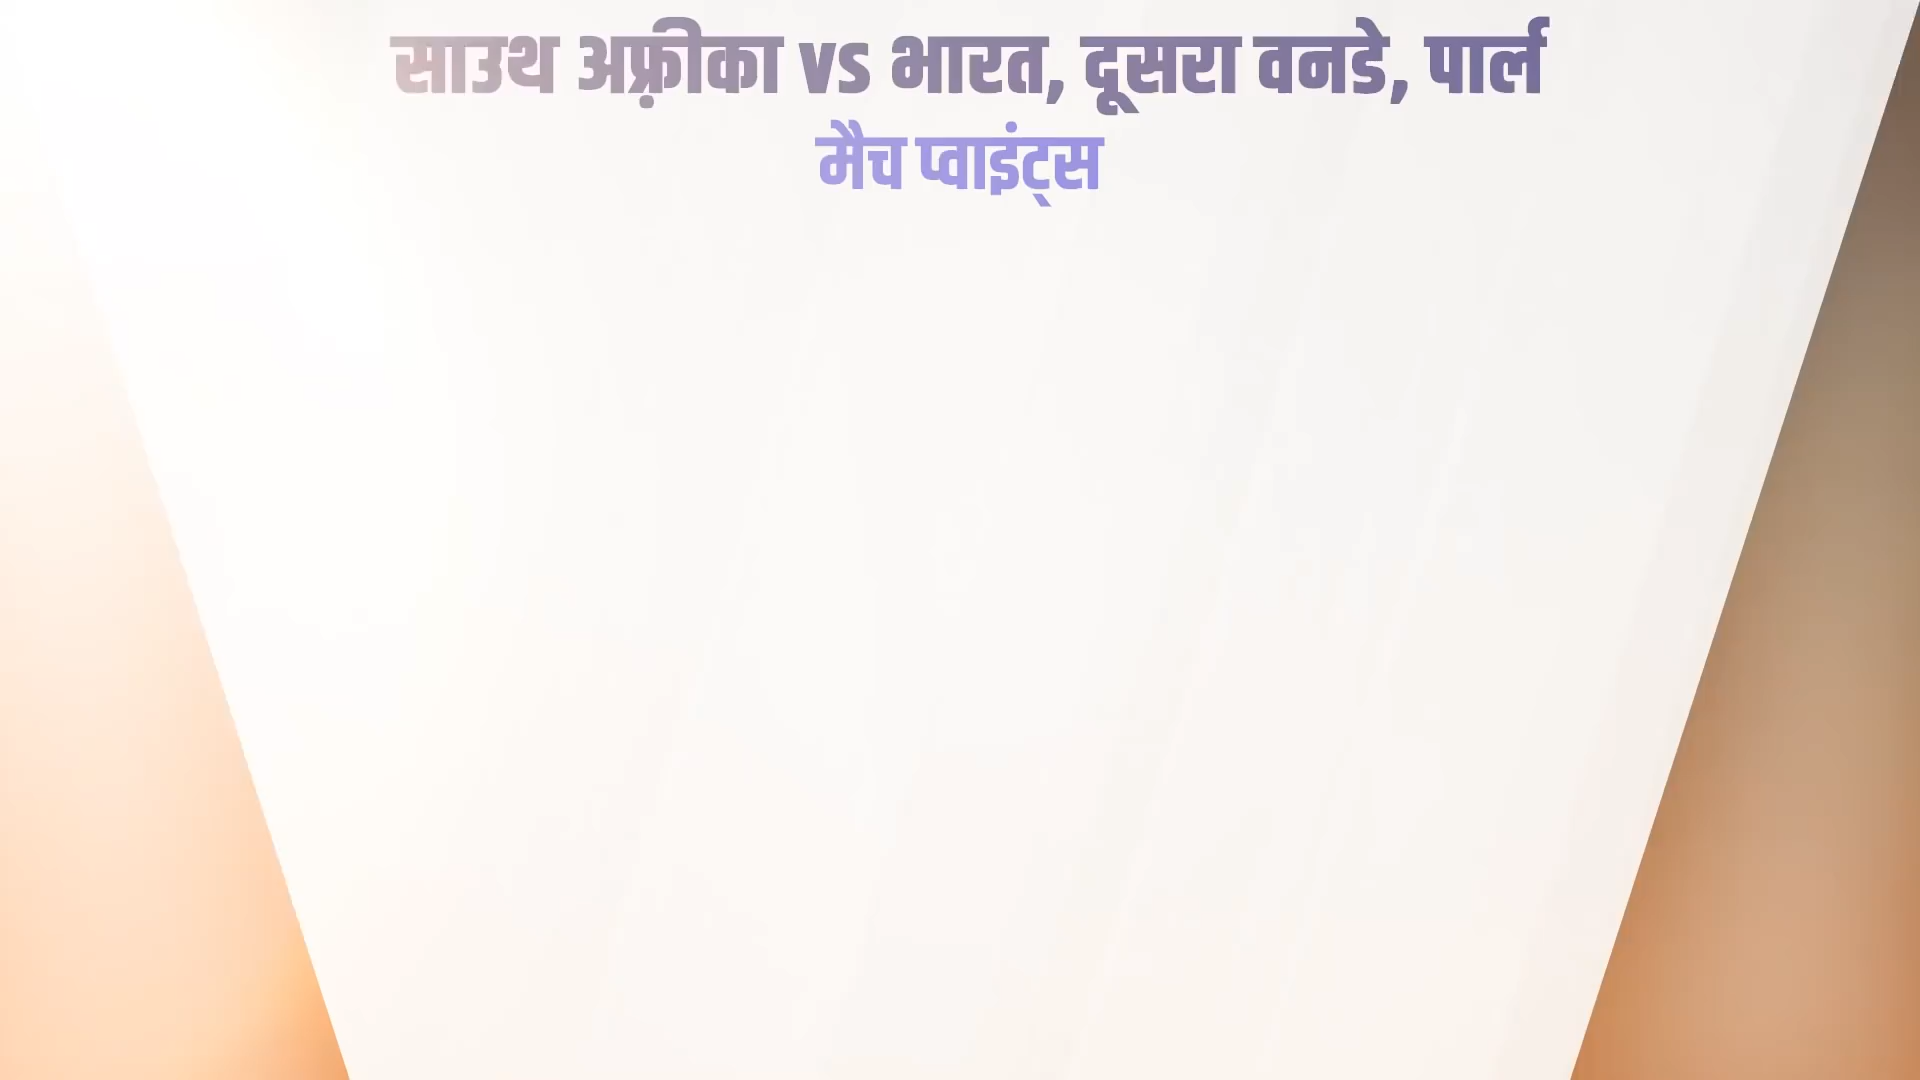 साउथ अफ़्रीका vs भारत, दूसरा वनडे, पार्ल
मैच प्वाइंट्स